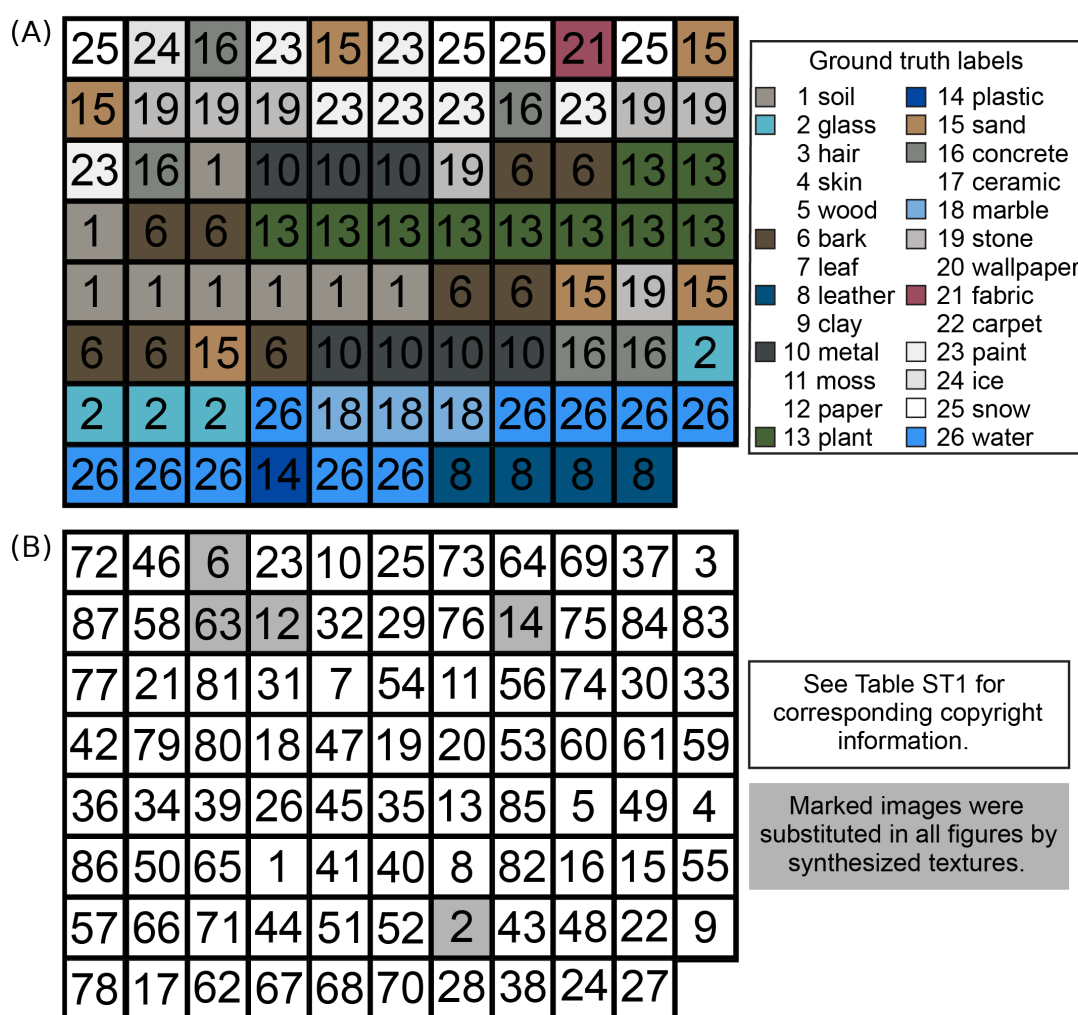 (A)
25 24 16 23 15 23 25 25 21 25 15
15 19 19 19 23 23 23 16 23 19 19
23 16 1 10 10 10 19 6 6 13 13
1 6 6 13 13 13 13 13 13 13 13
1 1 1 1 1 1 6 6 15 19 15
6 6 15 6 10 10 10 10 16 16 2
2 2 2 26 18 18 18 26 26 26 26
26 26 26 14 26 26 8 8 8 8
Ground truth labels
1 soil
2 glass
3 hair
4 skin
5 wood
6 bark
7 leaf
8 leather
9 clay
10 metal
11 moss
12 paper
13 plant
14 plastic
15 sand
16 concrete
17 ceramic
18 marble
19 stone
20 wallpaper
21 fabric
22 carpet
23 paint
24 ice
25 snow
26 water
(B)
72 46 6 23 10 25 73 64 69 37 3
87 58 63 12 32 29 76 14 75 84 83
77 21 81 31 7 54 11 56 74 30 33
42 79 80 18 47 19 20 53 60 61 59
36 34 39 26 45 35 13 85 5 49 4
86 50 65 1 41 40 8 82 16 15 55
57 66 71 44 51 52 2 43 48 22 9
78 17 62 67 68 70 28 38 24 27
See Table ST1 for
corresponding copyright
information.
Marked images were
substituted in all figures by
synthesized textures.